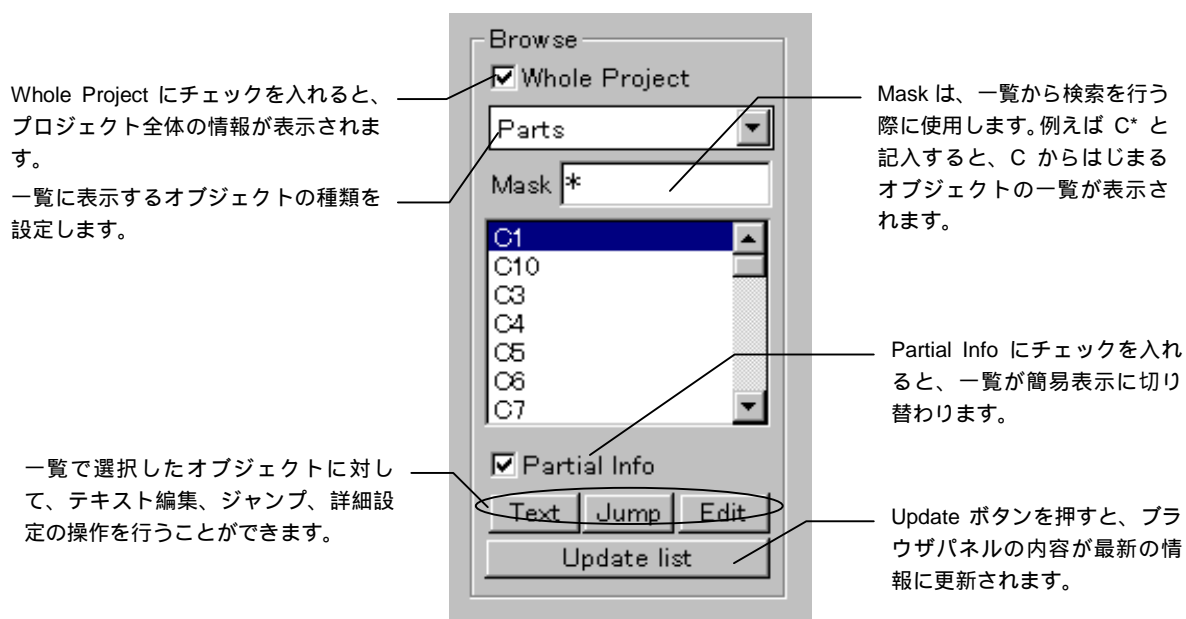 Whole Project にチェックを入れると、
プロジェクト全体の情報が表示されま
す。
一覧に表示するオブジェクトの種類を
設定します。
一覧で選択したオブジェクトに対し
て、テキスト編集、ジャンプ、詳細設
定の操作を行うことができます。
Browse
Whole Project
Parts
Mask *
C1
C10
C3
C4
C5
C6
C7
Partial Info
Text Jump Edit
Update list
Mask は、一覧から検索を行う
際に使用します。例えば C* と
記入すると、C からはじまる
オブジェクトの一覧が表示さ
れます。
Partial Info にチェックを入れ
ると、一覧が簡易表示に切り
替わります。
Update ボタンを押すと、ブラ
ウザパネルの内容が最新の情
報に更新されます。